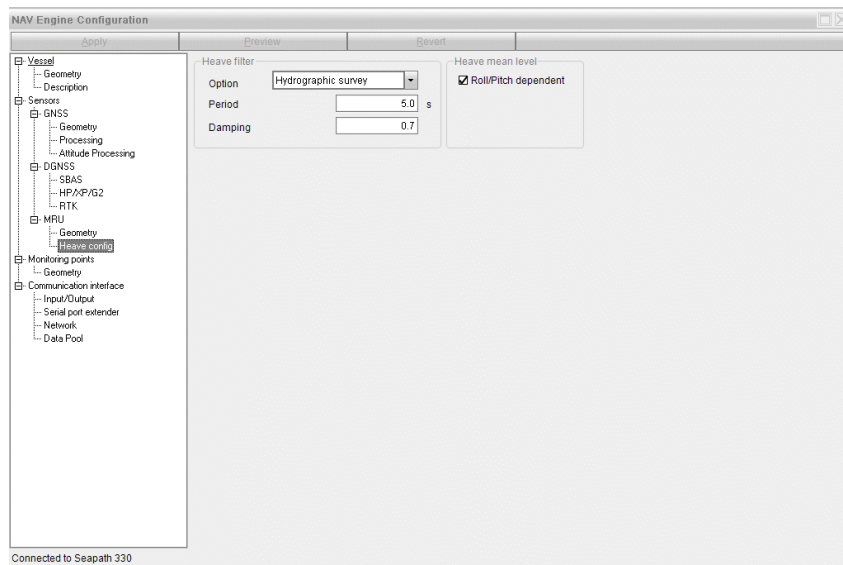 NAV Engine Configuration
Apply Preview Revert
Vessel
Geometry
Description
Sensors
GNSS
Geometry
Processing
Attitude Processing
DGNSS
SBAS
HP/XP/G2
RTK
MRU
Geometry
Heave config
Monitoring points
Geometry
Communication interface
Input/Output
Serial port extender
Network
Data Pool
Heave filter
Option Hydrographic survey
Period 5.0 s
Damping 0.7
Heave mean level
Roll/Pitch dependent
Connected to Seapath 330